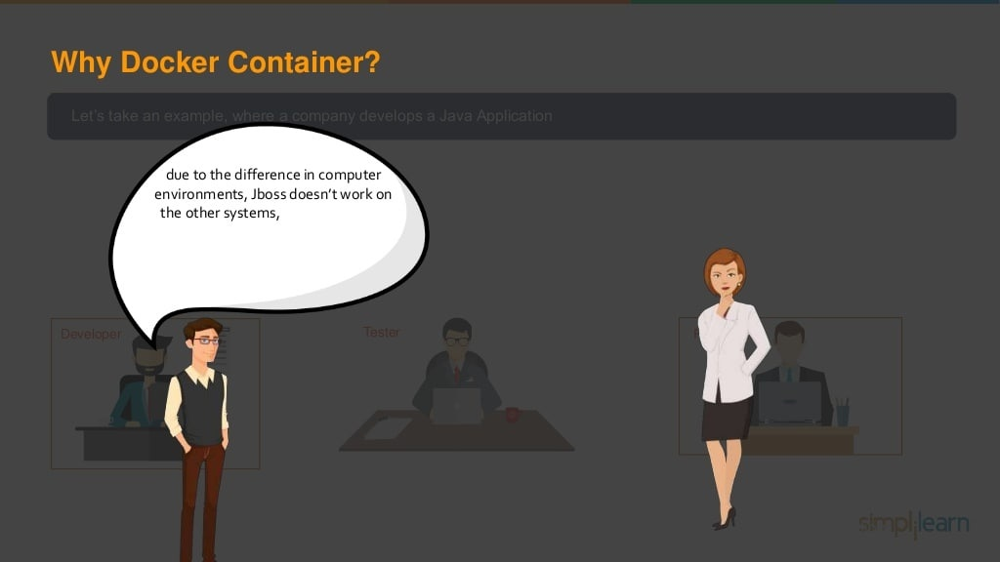 Why Docker Container?
Let's take an example, where a company develops a Java Application
due to the difference in computer
environments, Jboss doesn't work on
the other systems,
Developer
Tester
simplilearn